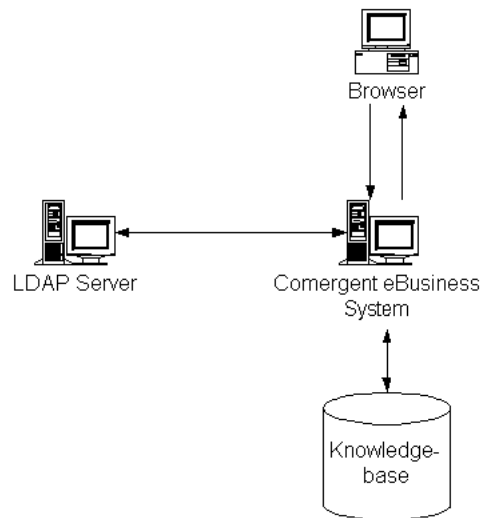 Browser
LDAP Server
Comergent eBusiness
System
Knowledge-
base